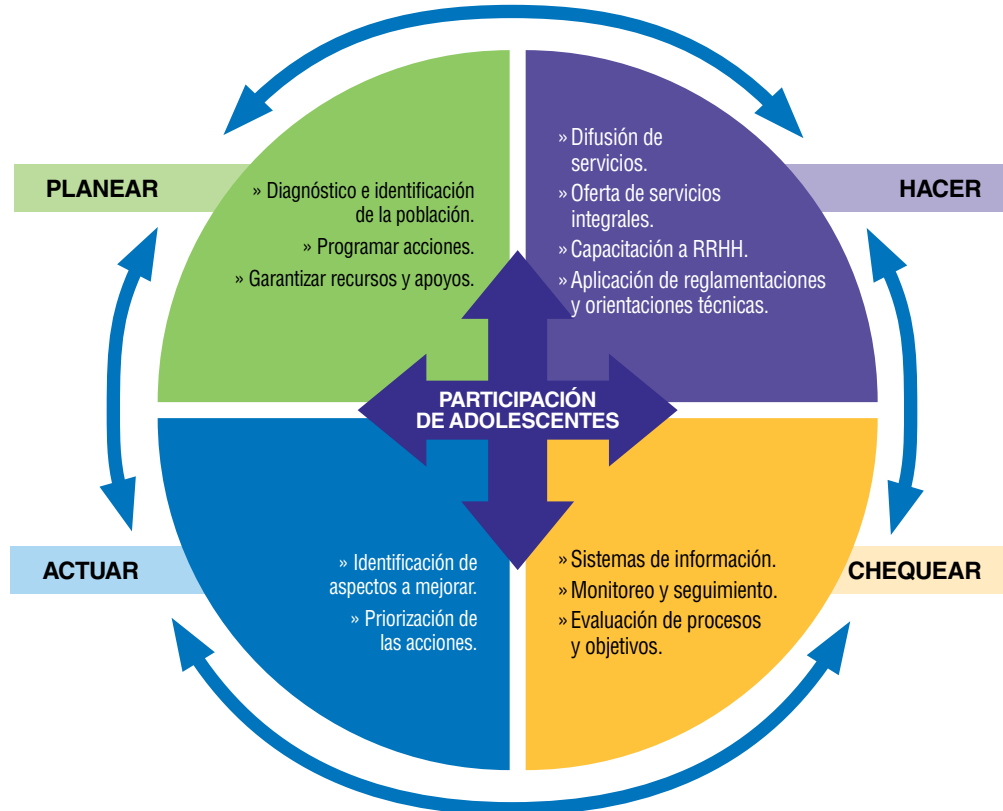 PLANEAR
» Diagnóstico e identificación
de la población.
» Programar acciones.
» Garantizar recursos y apoyos.
HACER
» Difusión de
servicios.
» Oferta de servicios
integrales.
» Capacitación a RRHH.
» Aplicación de reglamentaciones
y orientaciones técnicas.
PARTICIPACIÓN
DE ADOLESCENTES
ACTUAR
» Identificación de
aspectos a mejorar.
» Priorización de
las acciones.
CHEQUEAR
» Sistemas de información.
» Monitoreo y seguimiento.
» Evaluación de procesos
y objetivos.